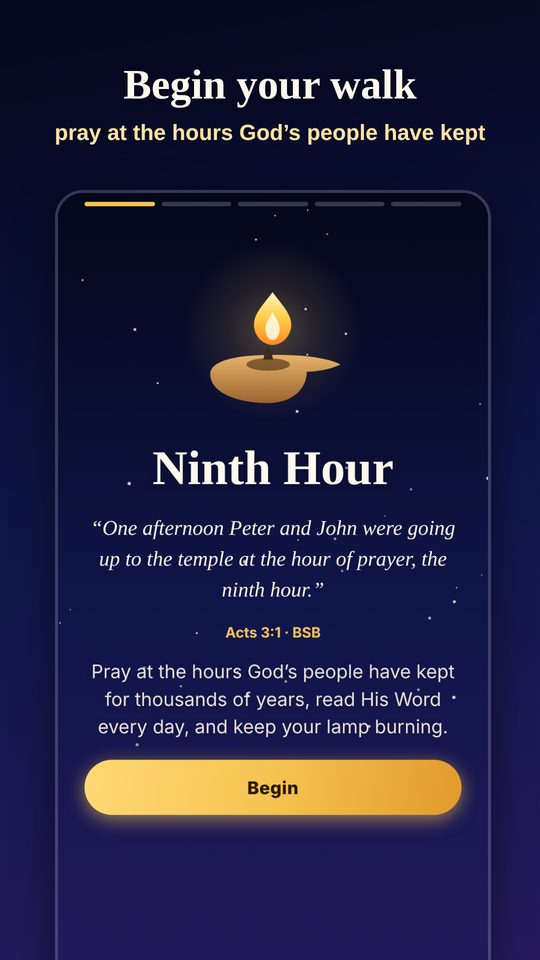 Begin your walk
pray at the hours God’s people have kept
Ninth Hour
“One afternoon Peter and John were going
up to the temple at the hour of prayer, the
ninth hour.”
Acts 3:1 · BSB
Pray at the hours God’s people have kept
for thousands of years, read His Word
every day, and keep your lamp burning.
Begin